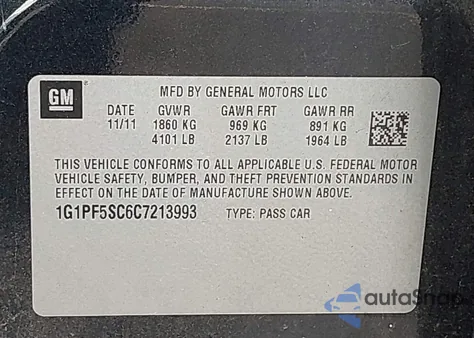 GM
MFD BY GENERAL MOTORS LLC
DATE GVWR GAWR FRT GAWR RR
11/11 1860 KG 969 KG 891 KG
4101 LB 2137 LB 1964 LB
THIS VEHICLE CONFORMS TO ALL APPLICABLE U.S. FEDERAL MOTOR
VEHICLE SAFETY, BUMPER, AND THEFT PREVENTION STANDARDS IN
EFFECT ON THE DATE OF MANUFACTURE SHOWN ABOVE.
1G1PF5SC6C7213993 TYPE: PASS CAR
autoSnap